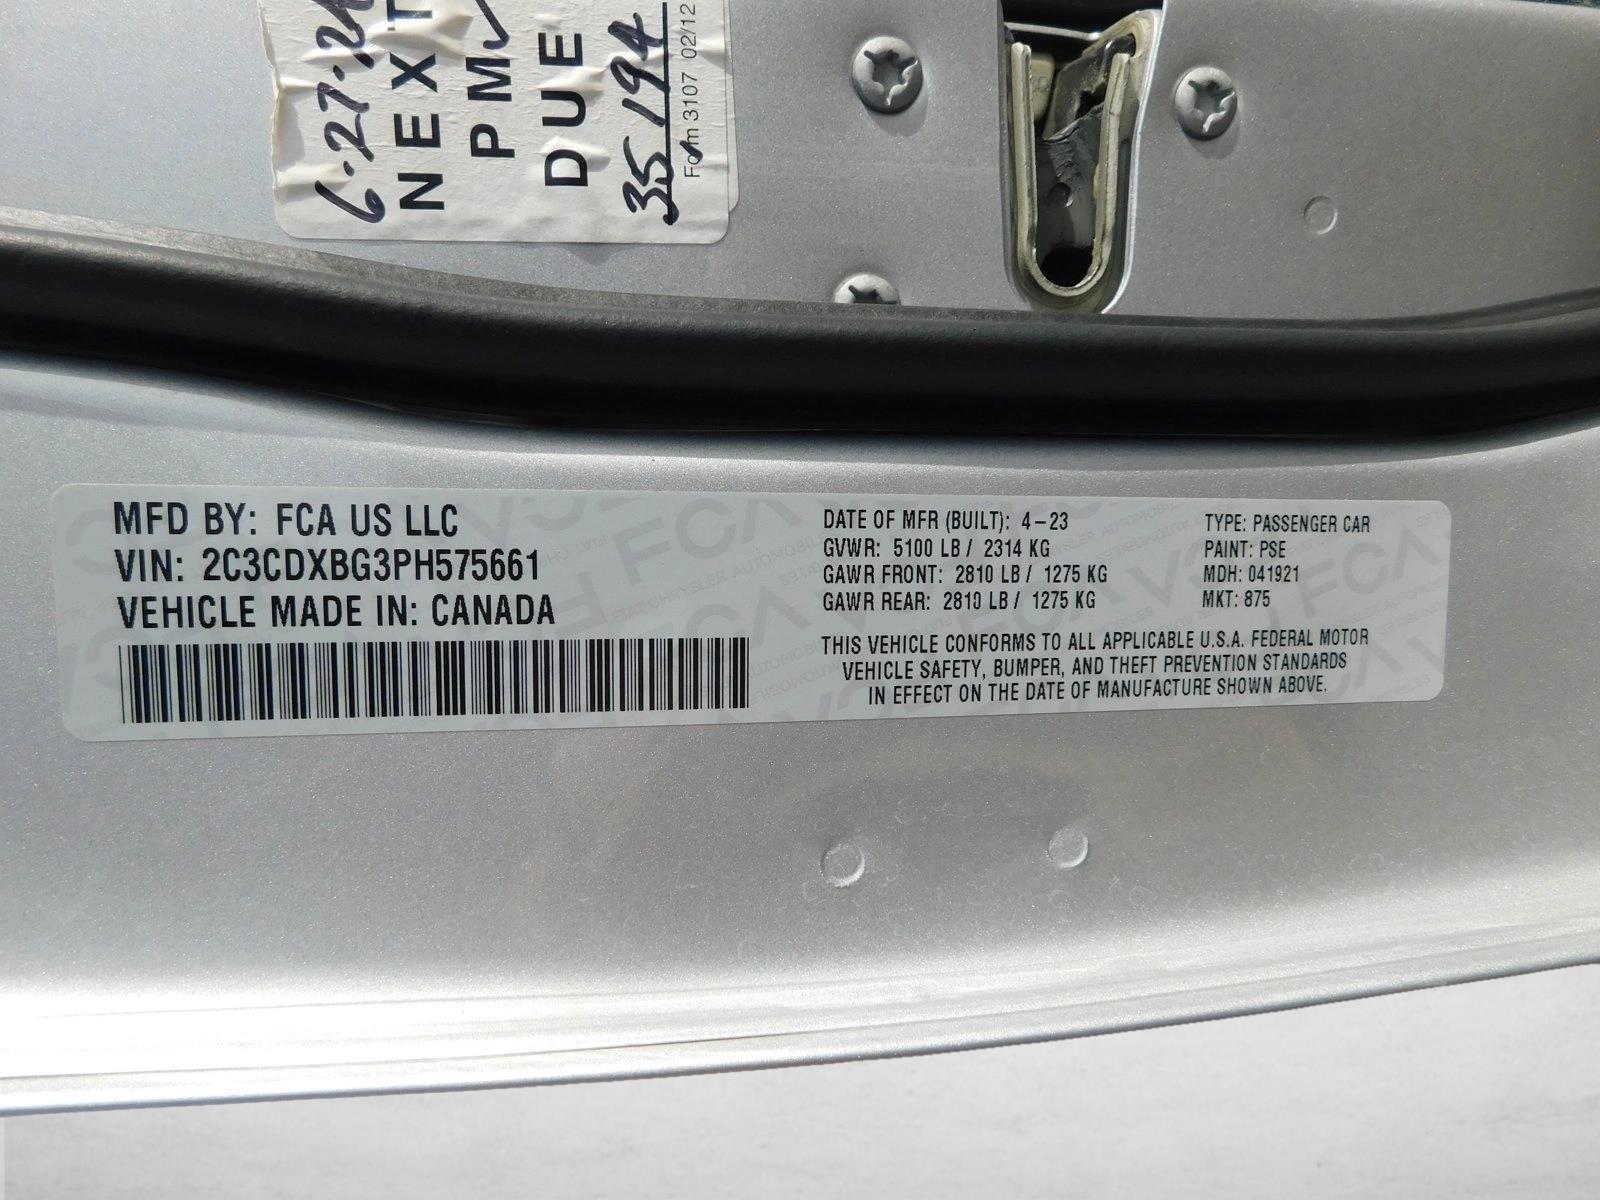 6-27-24
NEXT
PM
DUE
35194
Form 3107 02/12
MFD BY: FCA US LLC
VIN: 2C3CDXBG3PH575661
VEHICLE MADE IN: CANADA
DATE OF MFR (BUILT): 4-23
GVWR: 5100 LB / 2314 KG
GAWR FRONT: 2810 LB / 1275 KG
GAWR REAR: 2810 LB / 1275 KG
TYPE: PASSENGER CAR
PAINT: PSE
MDH: 041921
MKT: 875
THIS VEHICLE CONFORMS TO ALL APPLICABLE U.S.A. FEDERAL MOTOR
VEHICLE SAFETY, BUMPER, AND THEFT PREVENTION STANDARDS
IN EFFECT ON THE DATE OF MANUFACTURE SHOWN ABOVE.